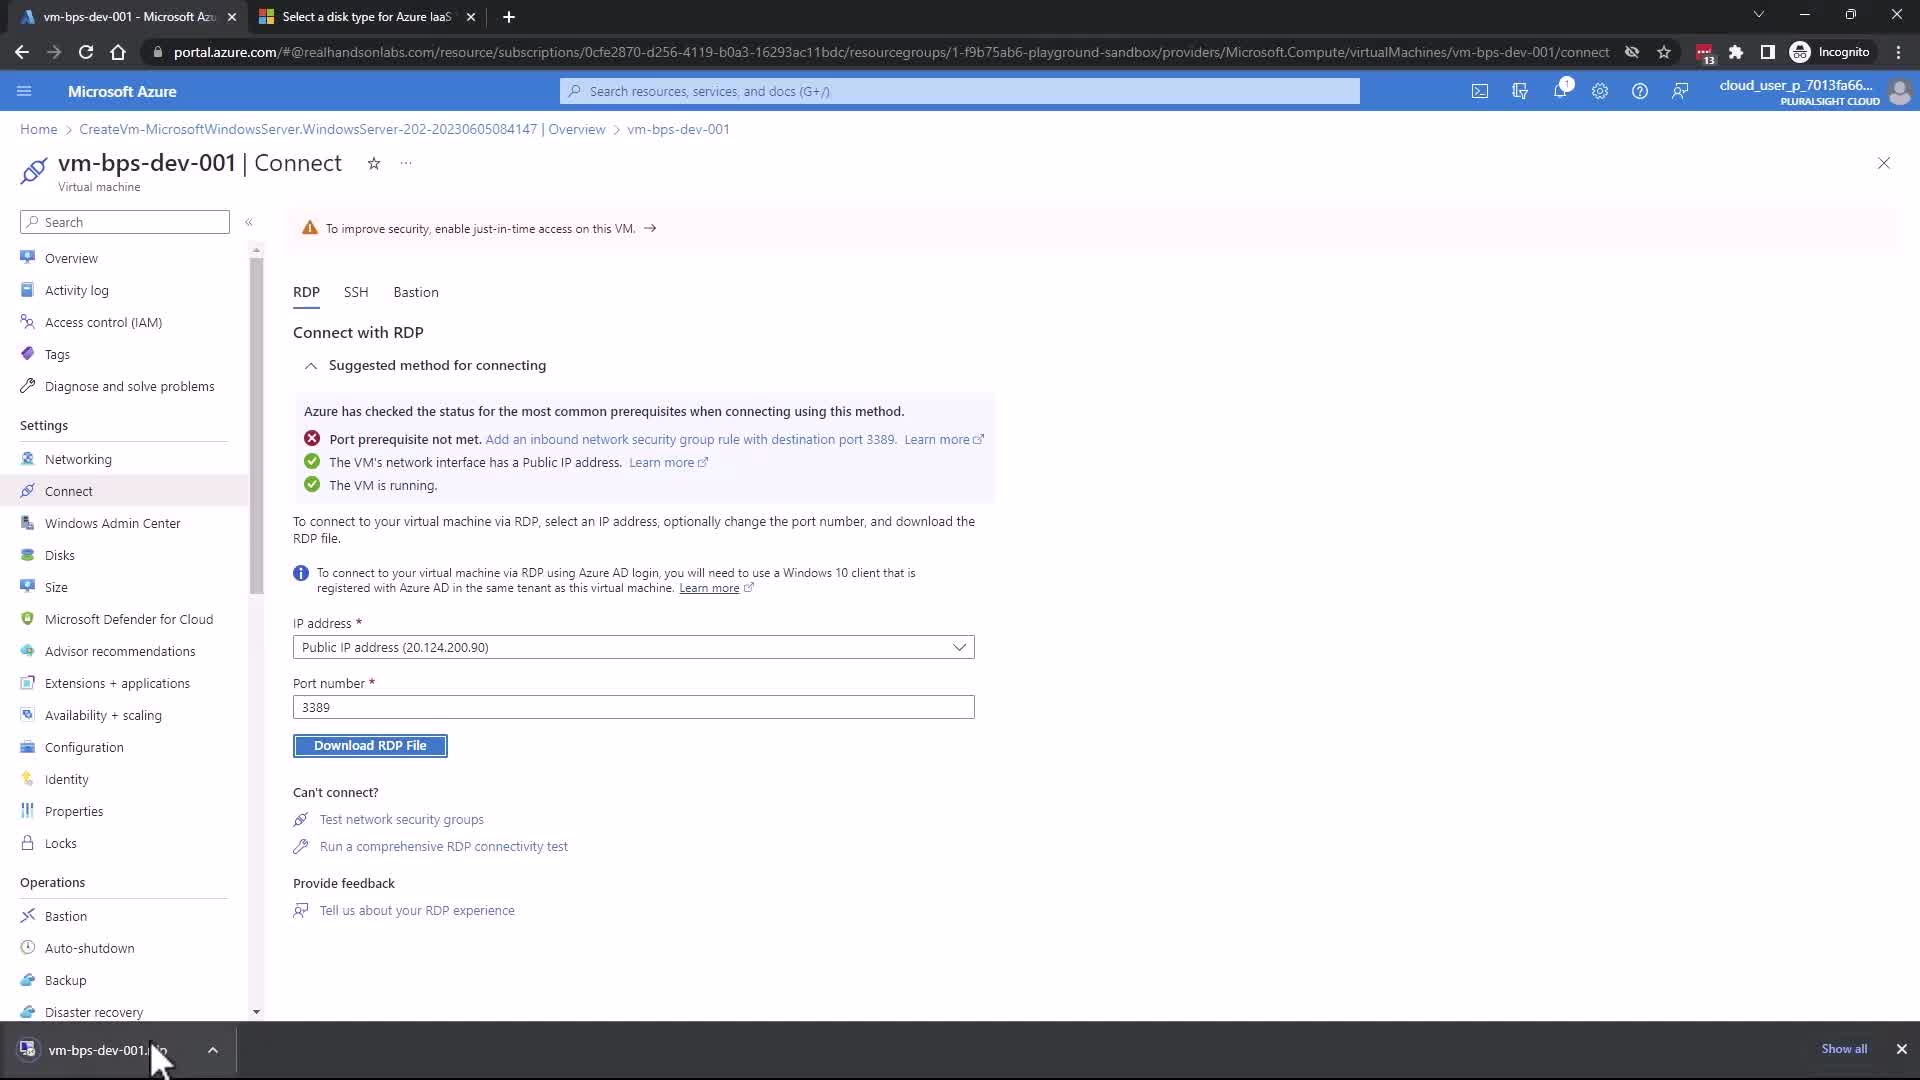 vm-bps-dev-001 - Microsoft Azu
Select a disk type for Azure IaaS
portal.azure.com/#@realhandsonlabs.com/resource/subscriptions/0cfe2870-d256-4119-b0a3-16293ac11bdc/resourcegroups/1-f9b75ab6-playground-sandbox/providers/Microsoft.Compute/virtualMachines/vm-bps-dev-001/connect
13
Incognito
Microsoft Azure
Search resources, services, and docs (G+/)
1
cloud_user_p_7013fa66...
PLURALSIGHT CLOUD
Home > CreateVm-MicrosoftWindowsServer.WindowsServer-202-20230605084147 | Overview > vm-bps-dev-001
vm-bps-dev-001 | Connect
Virtual machine
Search
Overview
Activity log
Access control (IAM)
Tags
Diagnose and solve problems
Settings
Networking
Connect
Windows Admin Center
Disks
Size
Microsoft Defender for Cloud
Advisor recommendations
Extensions + applications
Availability + scaling
Configuration
Identity
Properties
Locks
Operations
Bastion
Auto-shutdown
Backup
Disaster recovery
To improve security, enable just-in-time access on this VM. →
RDP SSH Bastion
Connect with RDP
Suggested method for connecting
Azure has checked the status for the most common prerequisites when connecting using this method.
Port prerequisite not met. Add an inbound network security group rule with destination port 3389. Learn more
The VM's network interface has a Public IP address. Learn more
The VM is running.
To connect to your virtual machine via RDP, select an IP address, optionally change the port number, and download the
RDP file.
To connect to your virtual machine via RDP using Azure AD login, you will need to use a Windows 10 client that is
registered with Azure AD in the same tenant as this virtual machine. Learn more
IP address *
Public IP address (20.124.200.90)
Port number *
3389
Download RDP File
Can't connect?
Test network security groups
Run a comprehensive RDP connectivity test
Provide feedback
Tell us about your RDP experience
vm-bps-dev-001
Show all